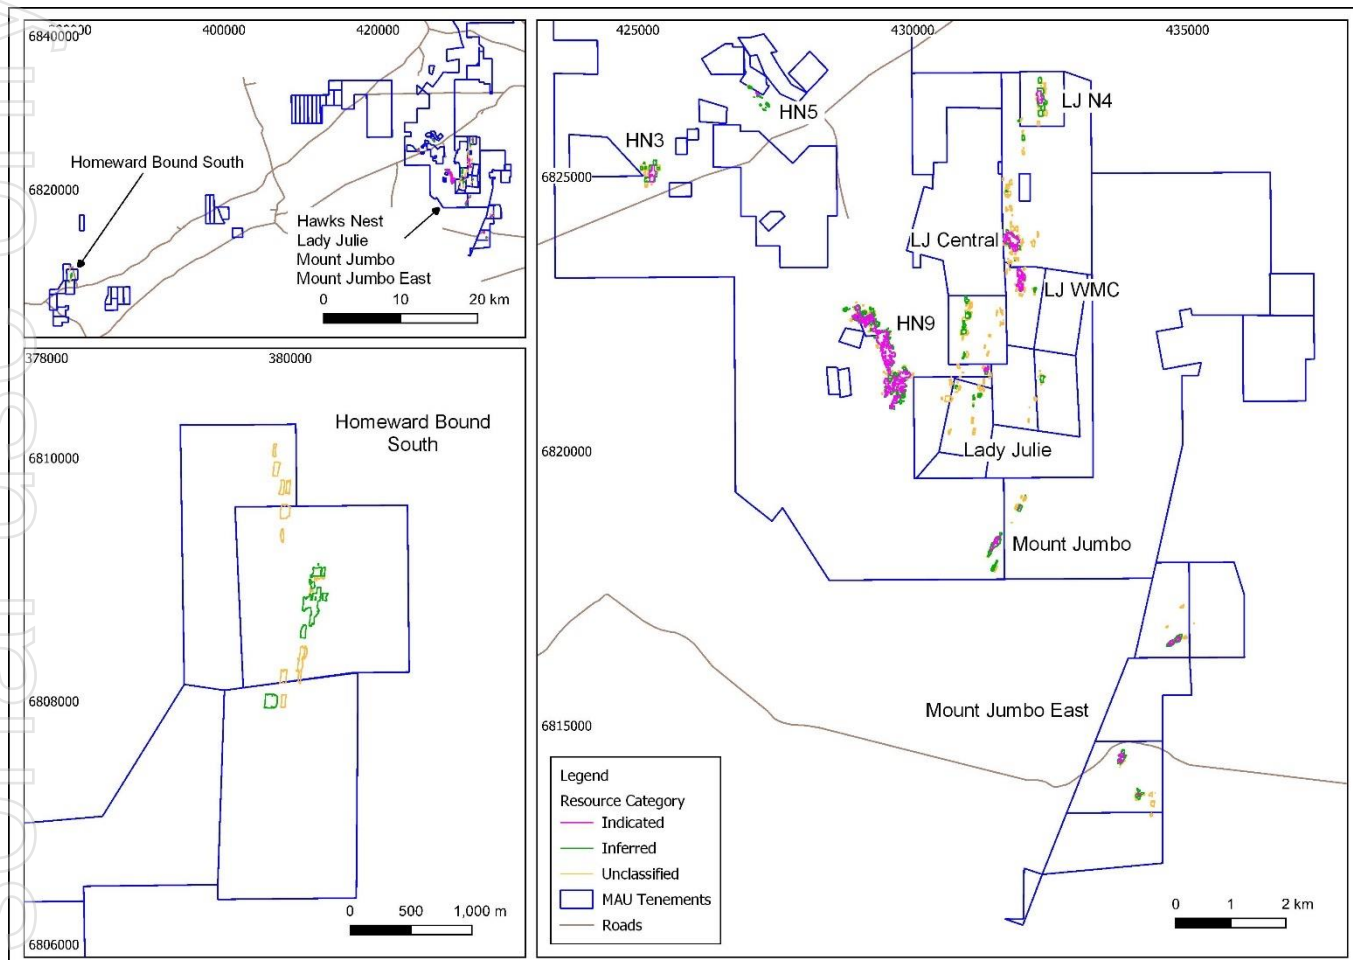 6840000
400000
420000
Homeward Bound South
6820000
Hawks Nest
Lady Julie
Mount Jumbo
Mount Jumbo East
0 10 20 km
378000
380000
Homeward Bound
South
6810000
6808000
0 500 1,000 m
6806000
425000
430000
435000
LJ N4
HN5
HN3
6825000
LJ Central
LJ WMC
HN9
6820000
Lady Julie
Mount Jumbo
Mount Jumbo East
6815000
Legend
Resource Category
Indicated
Inferred
Unclassified
MAU Tenements
Roads
0 1 2 km